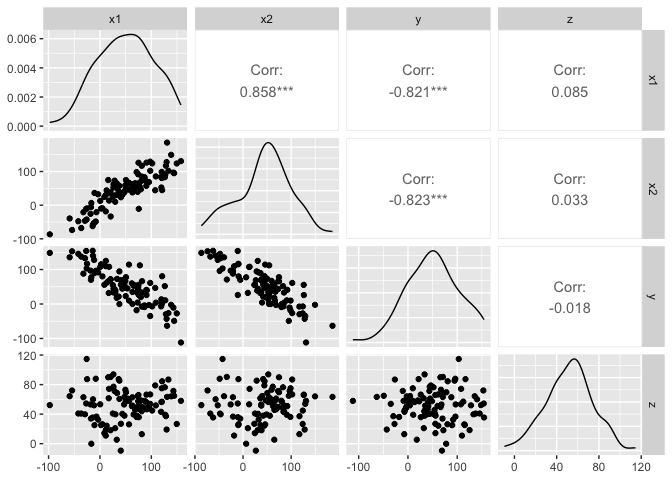 x1 x2 y z
0.006
0.004
0.002
0.000
Corr:
0.858***
Corr:
-0.821***
Corr:
0.085
x1
100
0
-100
Corr:
-0.823***
Corr:
0.033
x2
100
0
-100
Corr:
-0.018
y
120
80
40
0
z
-100 0 100
-100 0 100
-100 0 100
0 40 80 120